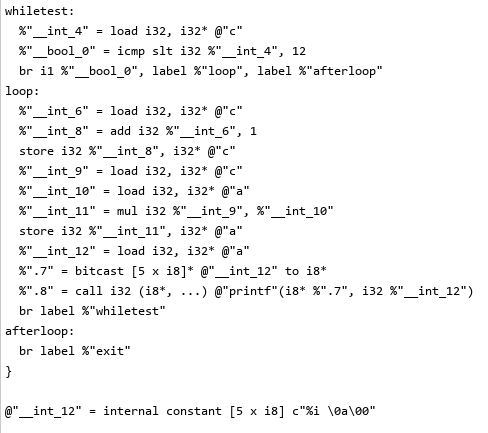 whiletest:
  %"__int_4" = load i32, i32* @"c"
  %"__bool_0" = icmp slt i32 %"__int_4", 12
  br i1 %"__bool_0", label %"loop", label %"afterloop"
loop:
  %"__int_6" = load i32, i32* @"c"
  %"__int_8" = add i32 %"__int_6", 1
  store i32 %"__int_8", i32* @"c"
  %"__int_9" = load i32, i32* @"c"
  %"__int_10" = load i32, i32* @"a"
  %"__int_11" = mul i32 %"__int_9", %"__int_10"
  store i32 %"__int_11", i32* @"a"
  %"__int_12" = load i32, i32* @"a"
  %".7" = bitcast [5 x i8]* @"__int_12" to i8*
  %".8" = call i32 (i8*, ...) @"printf"(i8* %".7", i32 %"__int_12")
  br label %"whiletest"
afterloop:
  br label %"exit"
}

@"__int_12" = internal constant [5 x i8] c"%i \0a\00"